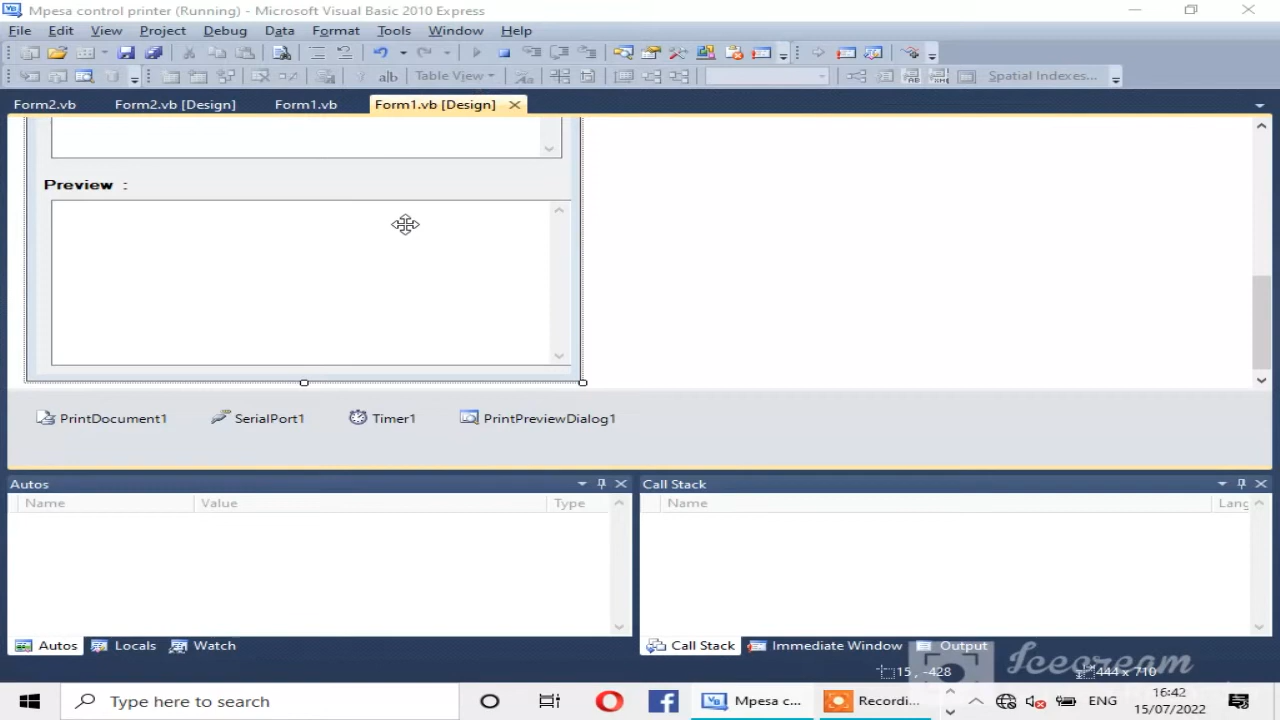 Mpesa control printer (Running) - Microsoft Visual Basic 2010 Express
File Edit View Project Debug Data Format Tools Window Help
Table View Spatial Indexes...
Form2.vb Form2.vb [Design] Form1.vb Form1.vb [Design]
Preview :
PrintDocument1 SerialPort1 Timer1 PrintPreviewDialog1
Autos Call Stack
Name Value Type Name Lang
Autos Locals Watch Call Stack Immediate Window Output
15 , -428 444 x 710
Icecream
Type here to search Mpesa c... Recordi... ENG 16:42
15/07/2022